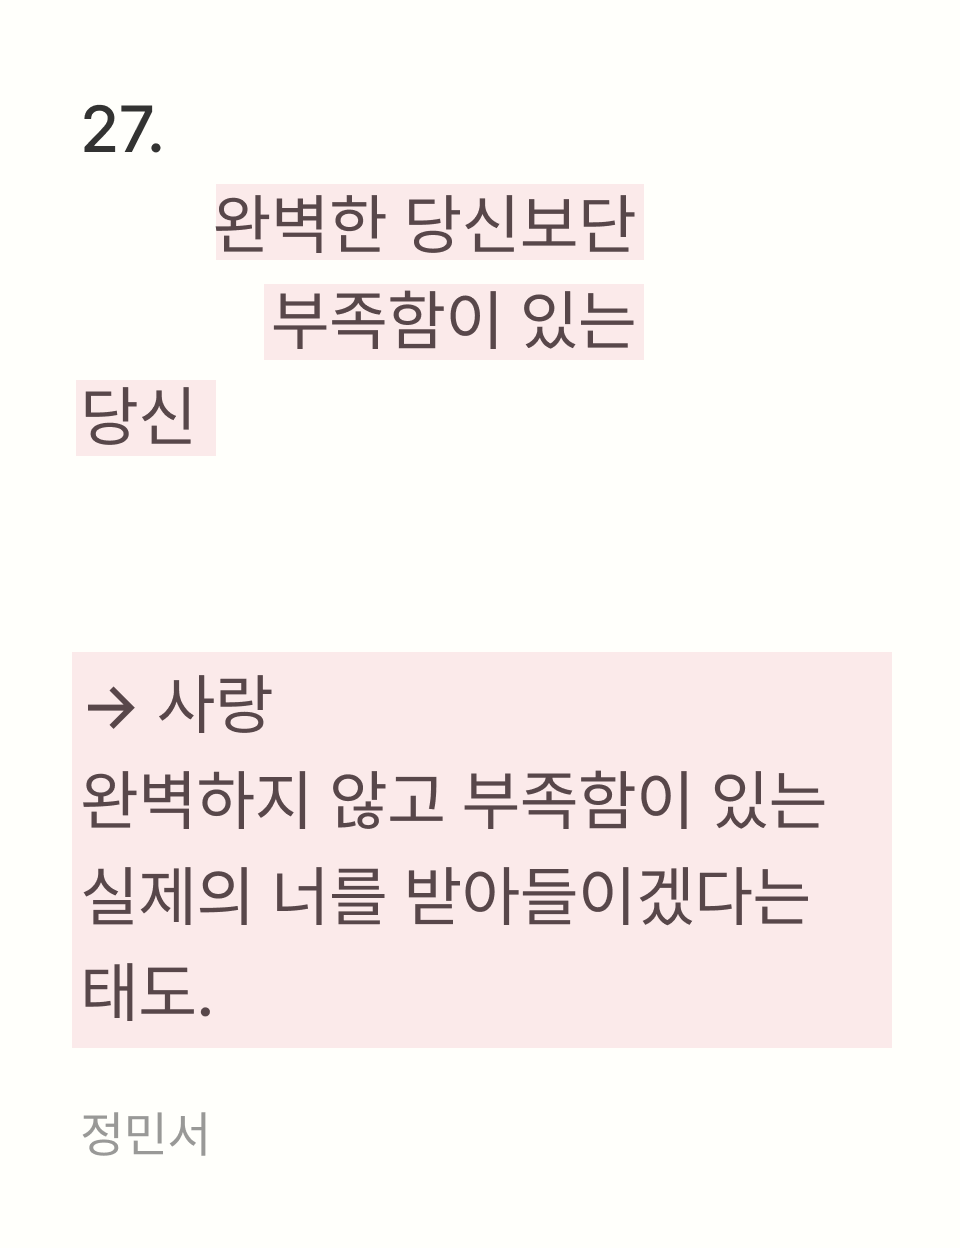 27.
완벽한 당신보단
부족함이 있는
당신
→ 사랑
완벽하지 않고 부족함이 있는
실제의 너를 받아들이겠다는
태도.
정민서